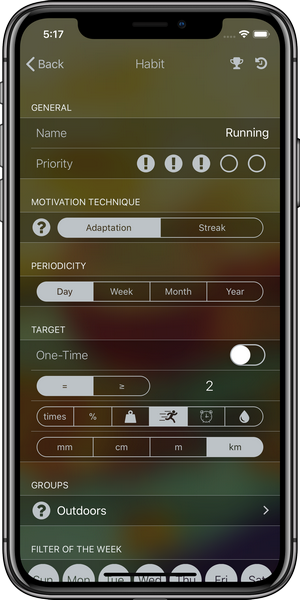 5:17
Back Habit
GENERAL
Name Running
Priority
MOTIVATION TECHNIQUE
? Adaptation Streak
PERIODICITY
Day Week Month Year
TARGET
One-Time
= ≥ 2
times %
mm cm m km
GROUPS
? Outdoors
FILTER OF THE WEEK
Sun Mon Tue Wed Thu Fri Sat